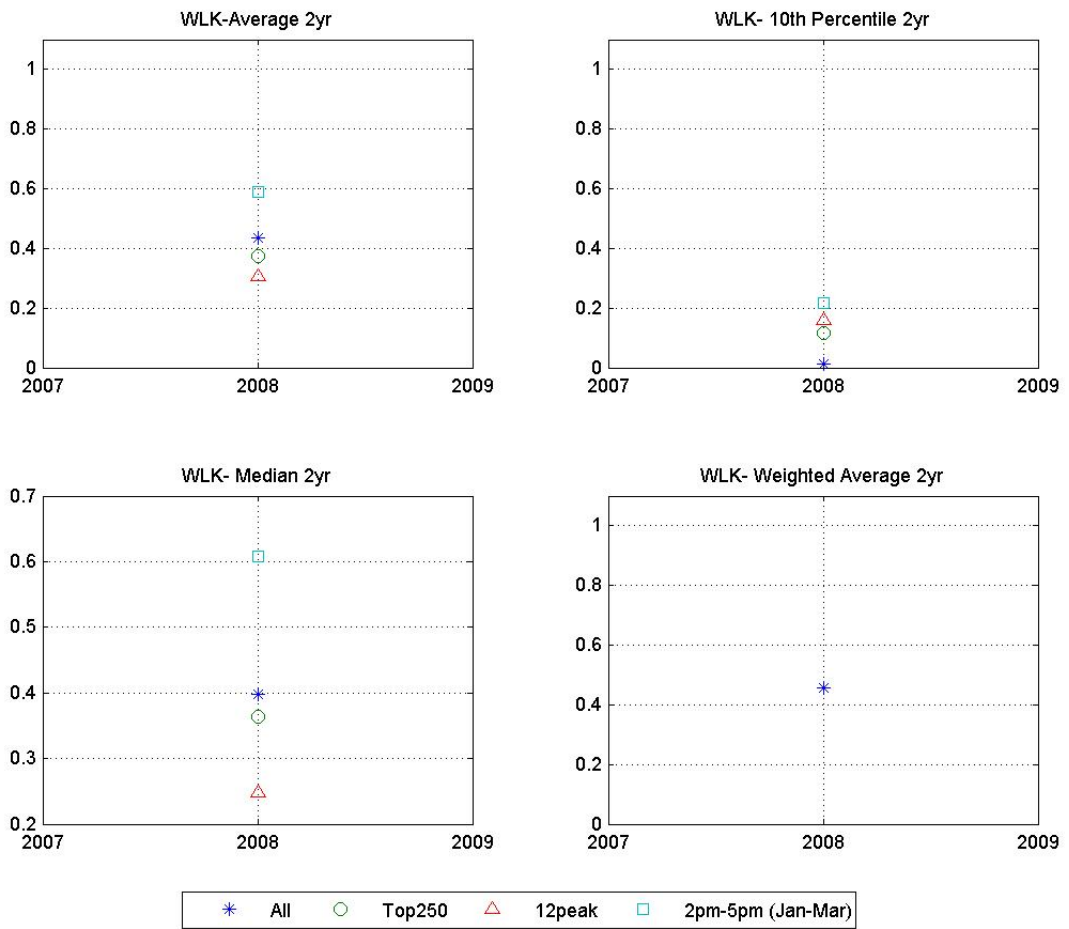 WLK-Average 2yr
1
0.8
0.6
0.4
0.2
0
2007 2008 2009
WLK- 10th Percentile 2yr
1
0.8
0.6
0.4
0.2
0
2007 2008 2009
WLK- Median 2yr
0.7
0.6
0.5
0.4
0.3
0.2
2007 2008 2009
WLK- Weighted Average 2yr
1
0.8
0.6
0.4
0.2
0
2007 2008 2009
All Top250 12peak 2pm-5pm (Jan-Mar)